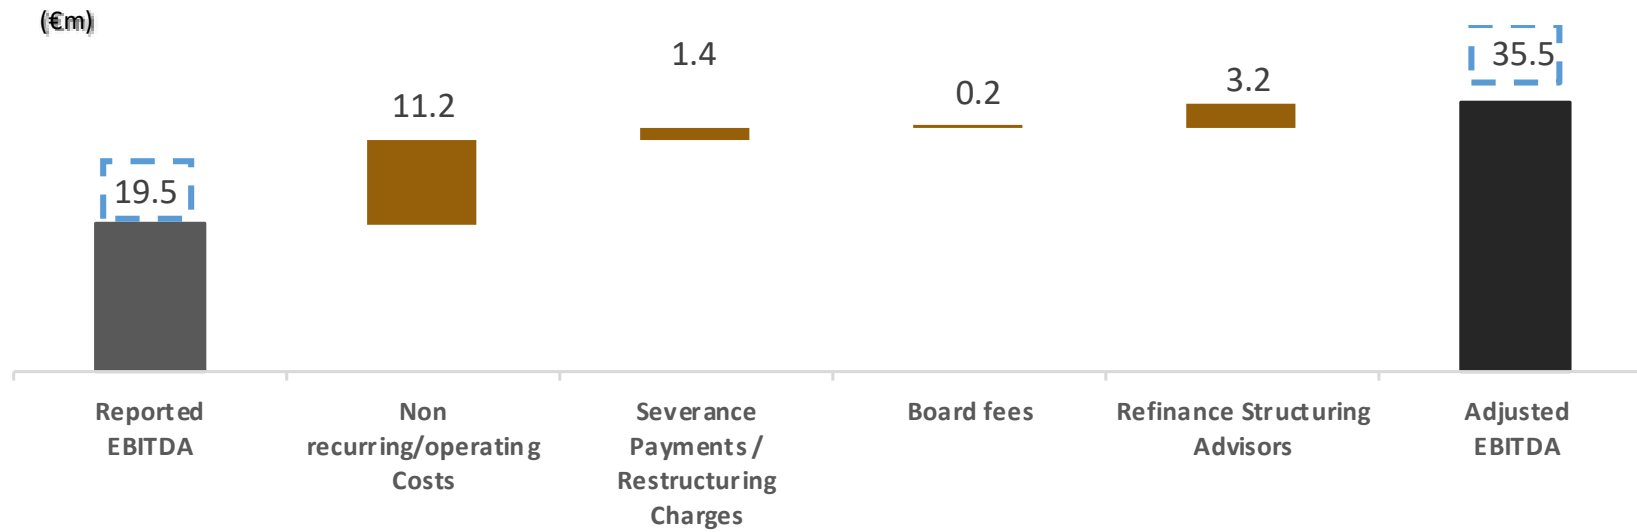 (€m)
1.4
35.5
3.2
0.2
11.2
19.5
Reported
EBITDA
Non
recurring/operating
Costs
Severance
Payments /
Restructuring
Charges
Board fees
Refinance Structuring
Advisors
Adjusted
EBITDA